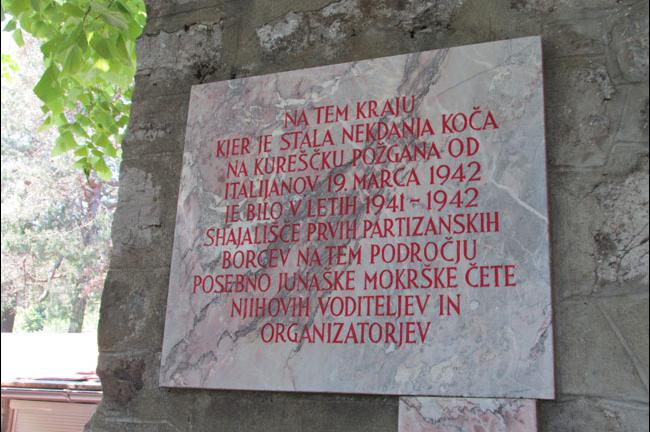 NA TEM KRAJU
KJER JE STALA NEKDANJA KOČA
NA KUREŠČKU POŽGANA OD
ITALIJANOV 19. MARCA 1942
JE BILO V LETIH 1941-1942
SHAJALIŠČE PRVIH PARTIZANSKIH
BORCEV NA TEM PODROČJU
POSEBNO JUNAŠKE MOKRŠKE ČETE
NJIHOVIH VODITELJEV IN
ORGANIZATORJEV